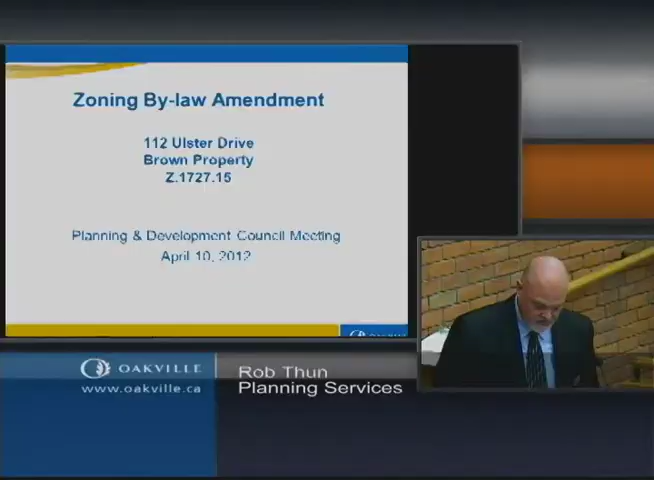 Zoning By-law Amendment
112 Ulster Drive
Brown Property
Z.1727.15
Planning & Development Council Meeting
April 10, 2012
OAKVILLE
www.oakville.ca
Rob Thun
Planning Services